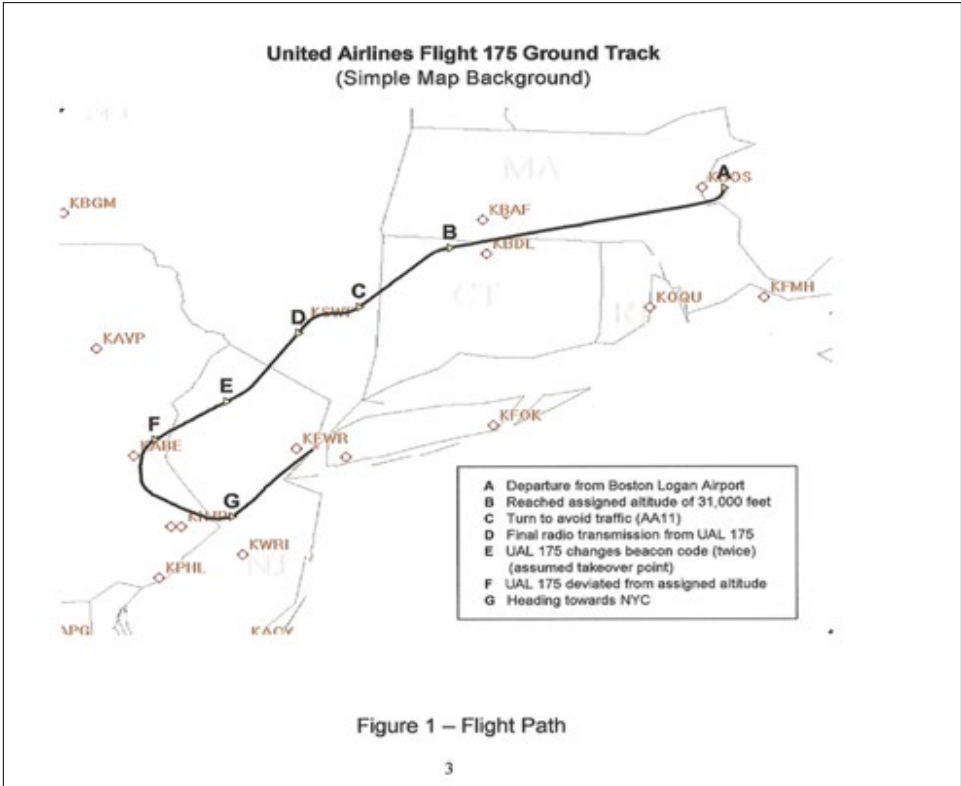 United Airlines Flight 175 Ground Track
(Simple Map Background)
MA
A
KBGM
KBAF
B
KBDL
CT
KOQU
KFMH
C
D
KAVP
E
F
KABE
KEWR
KFOK
G
KWRI
NJ
KPHL
A Departure from Boston Logan Airport
B Reached assigned altitude of 31,000 feet
C Turn to avoid traffic (AA11)
D Final radio transmission from UAL 175
E UAL 175 changes beacon code (twice)
(assumed takeover point)
F UAL 175 deviated from assigned altitude
G Heading towards NYC
Figure 1 – Flight Path
3